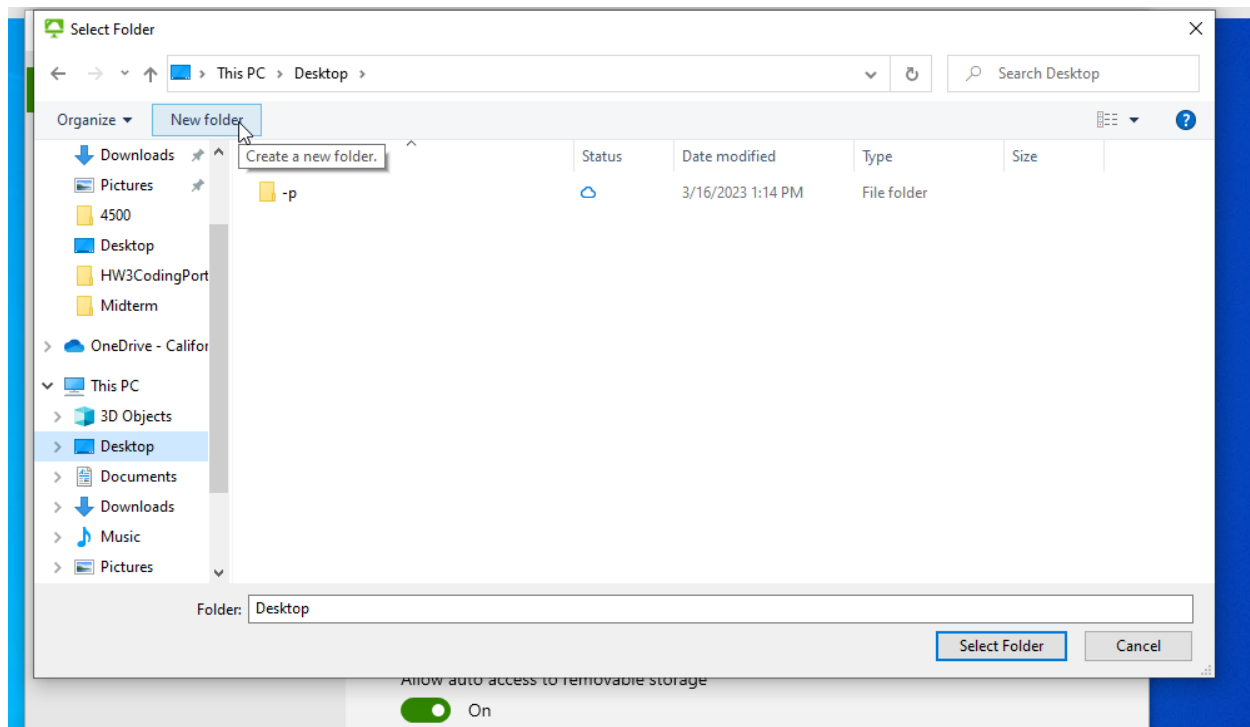 Select Folder
This PC > Desktop >
Search Desktop
Organize
New folder
Create a new folder.
Status
Date modified
Type
Size
-p
3/16/2023 1:14 PM
File folder
Downloads
Pictures
4500
Desktop
HW3CodingPort
Midterm
OneDrive - Califor
This PC
3D Objects
Desktop
Documents
Downloads
Music
Pictures
Folder: Desktop
Select Folder
Cancel
Allow auto access to removable storage
On